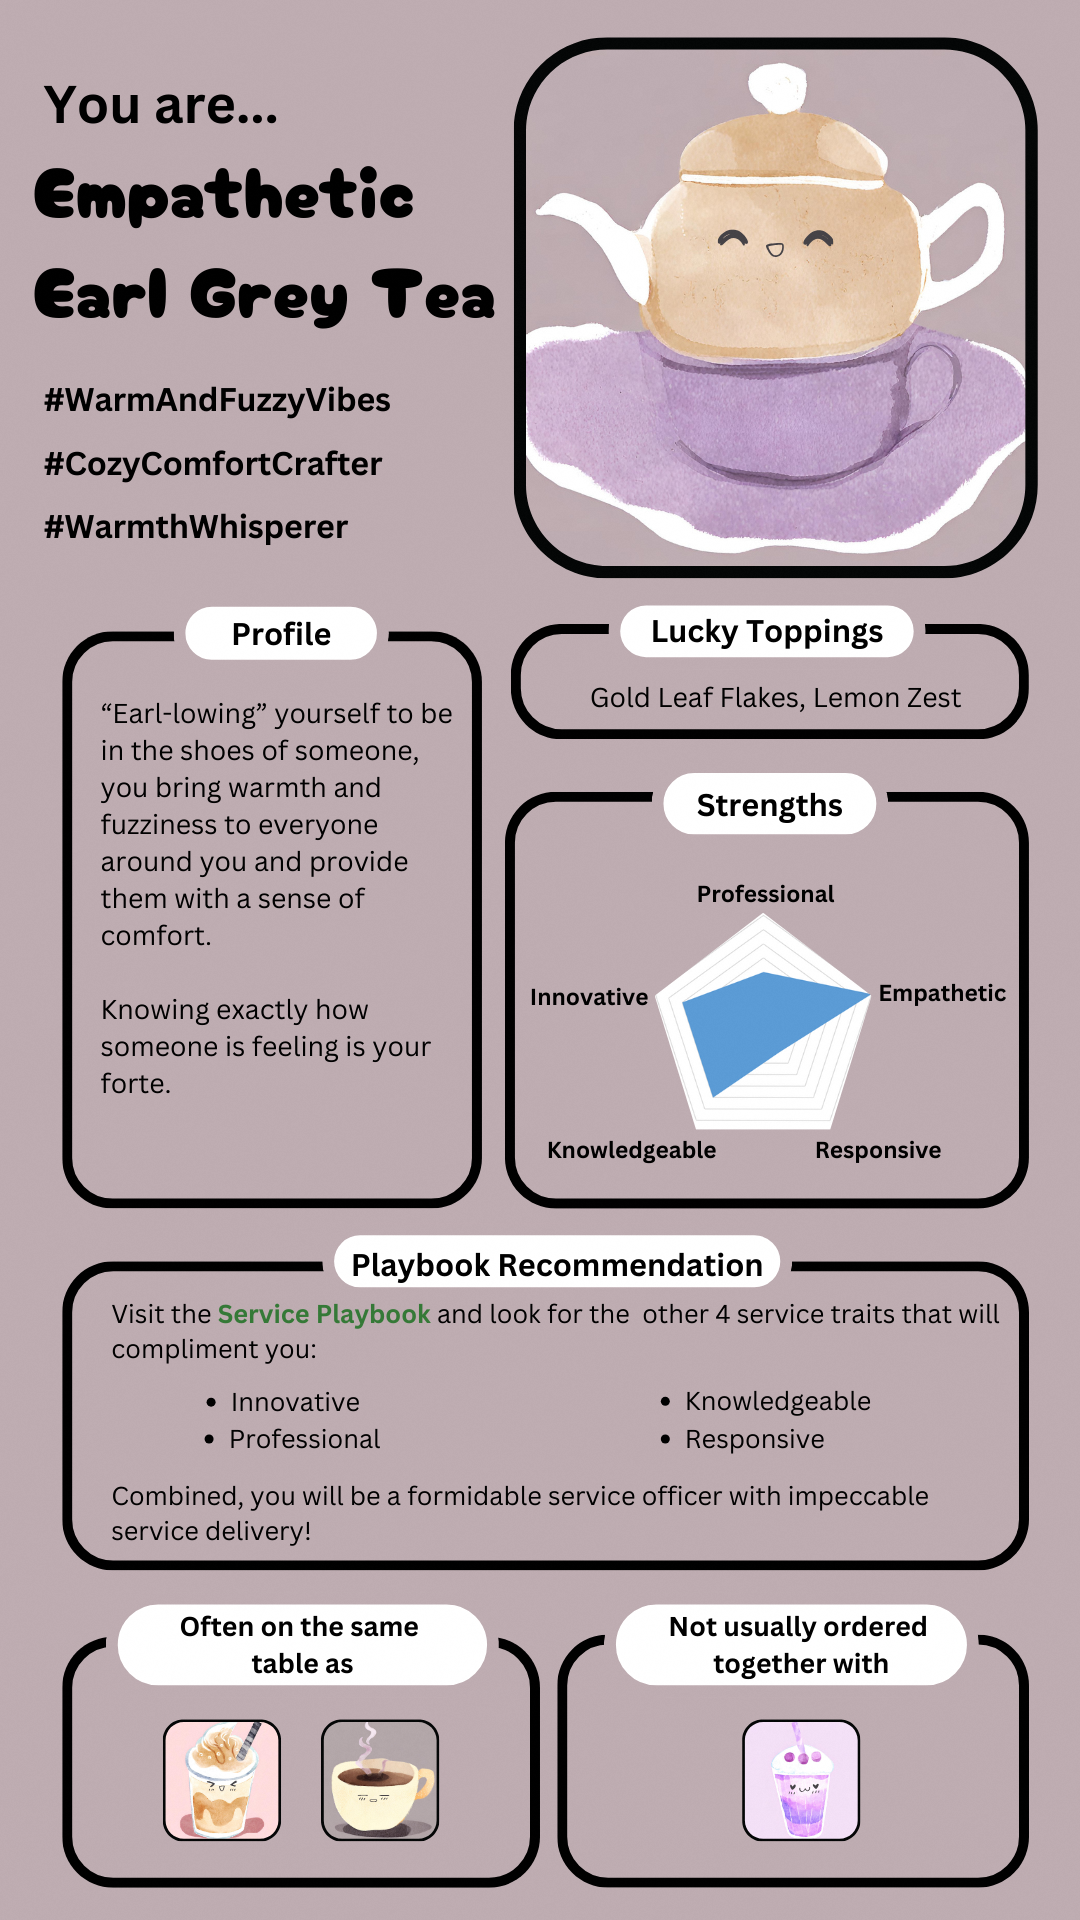 You are...
Empathetic
Earl Grey Tea
#WarmAndFuzzyVibes
#CozyComfortCrafter
#WarmthWhisperer
Profile
“Earl-lowing” yourself to be
in the shoes of someone,
you bring warmth and
fuzziness to everyone
around you and provide
them with a sense of
comfort.
Knowing exactly how
someone is feeling is your
forte.
Lucky Toppings
Gold Leaf Flakes, Lemon Zest
Strengths
Professional
Innovative
Empathetic
Knowledgeable
Responsive
Playbook Recommendation
Visit the Service Playbook and look for the other 4 service traits that will
compliment you:
• Innovative
• Professional
• Knowledgeable
• Responsive
Combined, you will be a formidable service officer with impeccable
service delivery!
Often on the same
table as
Not usually ordered
together with